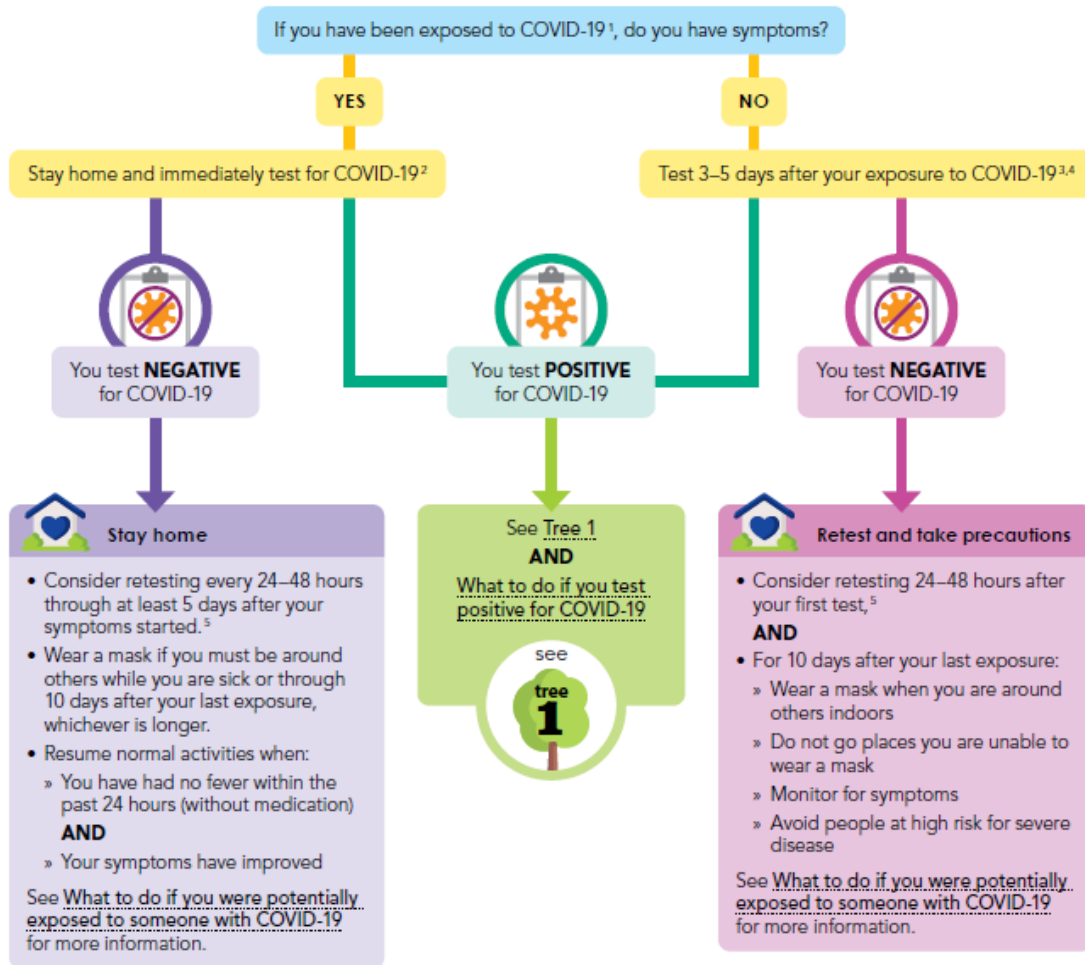 If you have been exposed to COVID-19¹, do you have symptoms?
YES
NO
Stay home and immediately test for COVID-19²
Test 3–5 days after your exposure to COVID-19³,⁴
You test NEGATIVE
for COVID-19
You test POSITIVE
for COVID-19
You test NEGATIVE
for COVID-19
Stay home
• Consider retesting every 24–48 hours
through at least 5 days after your
symptoms started.⁵
• Wear a mask if you must be around
others while you are sick or through
10 days after your last exposure,
whichever is longer.
• Resume normal activities when:
» You have had no fever within the
past 24 hours (without medication)
AND
» Your symptoms have improved
See What to do if you were potentially
exposed to someone with COVID-19
for more information.
See Tree 1
AND
What to do if you test
positive for COVID-19
see
tree
1
Retest and take precautions
• Consider retesting 24–48 hours after
your first test,⁵
AND
• For 10 days after your last exposure:
» Wear a mask when you are around
others indoors
» Do not go places you are unable to
wear a mask
» Monitor for symptoms
» Avoid people at high risk for severe
disease
See What to do if you were potentially
exposed to someone with COVID-19
for more information.